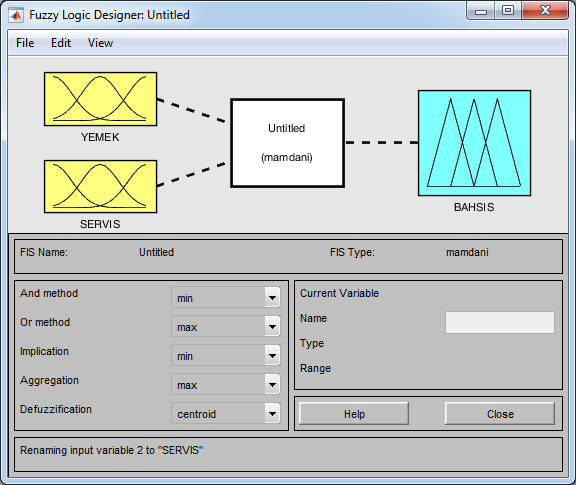 Fuzzy Logic Designer: Untitled
File Edit View
YEMEK
SERVIS
Untitled
(mamdani)
BAHSIS
FIS Name: Untitled FIS Type: mamdani
And method min
Or method max
Implication min
Aggregation max
Defuzzification centroid
Current Variable
Name
Type
Range
Help Close
Renaming input variable 2 to "SERVIS"